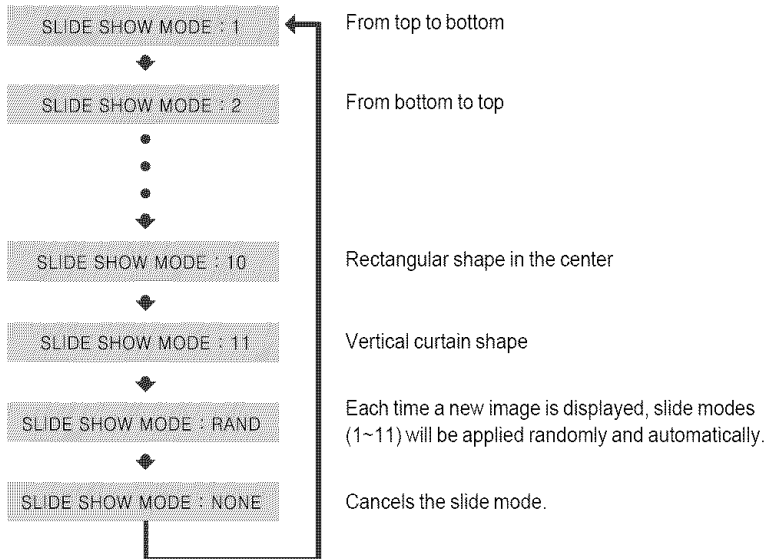 SLIDE SHOW MODE : 1
From top to bottom
SLIDE SHOW MODE : 2
From bottom to top
SLIDE SHOW MODE : 10
Rectangular shape in the center
SLIDE SHOW MODE : 11
Vertical curtain shape
SLIDE SHOW MODE : RAND
Each time a new image is displayed, slide modes
(1~11) will be applied randomly and automatically.
SLIDE SHOW MODE : NONE
Cancels the slide mode.